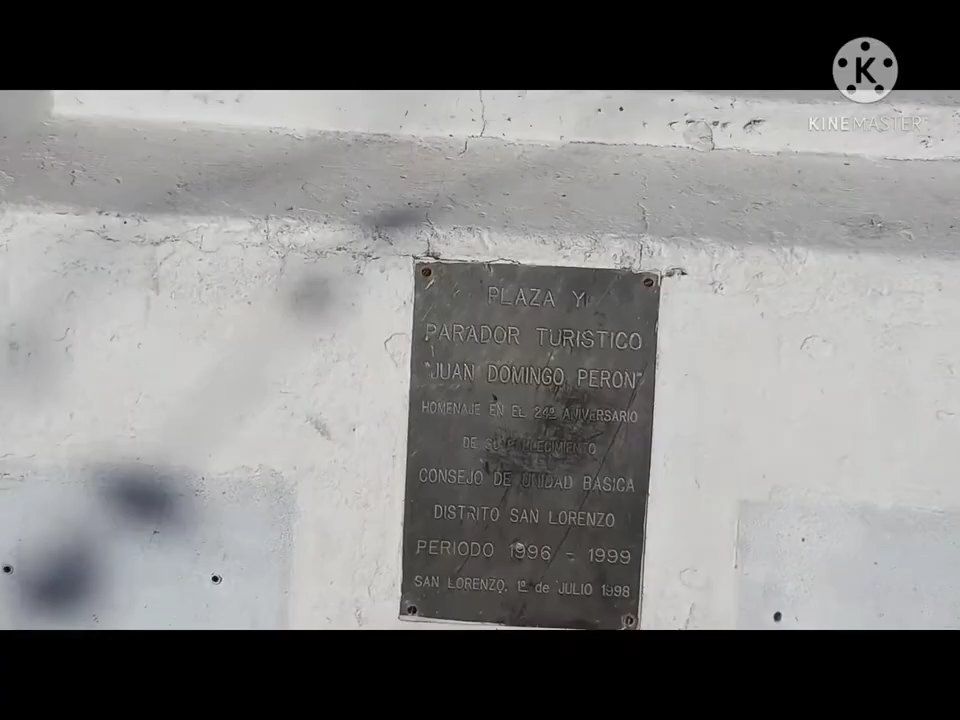 KINEMASTER
PLAZA Y
PARADOR TURISTICO
"JUAN DOMINGO PERON"
HOMENAJE EN EL 24º ANIVERSARIO
DE SU FALLECIMIENTO
CONSEJO DE UNIDAD BASICA
DISTRITO SAN LORENZO
PERIODO 1996 - 1999
SAN LORENZO, 1º de JULIO 1998